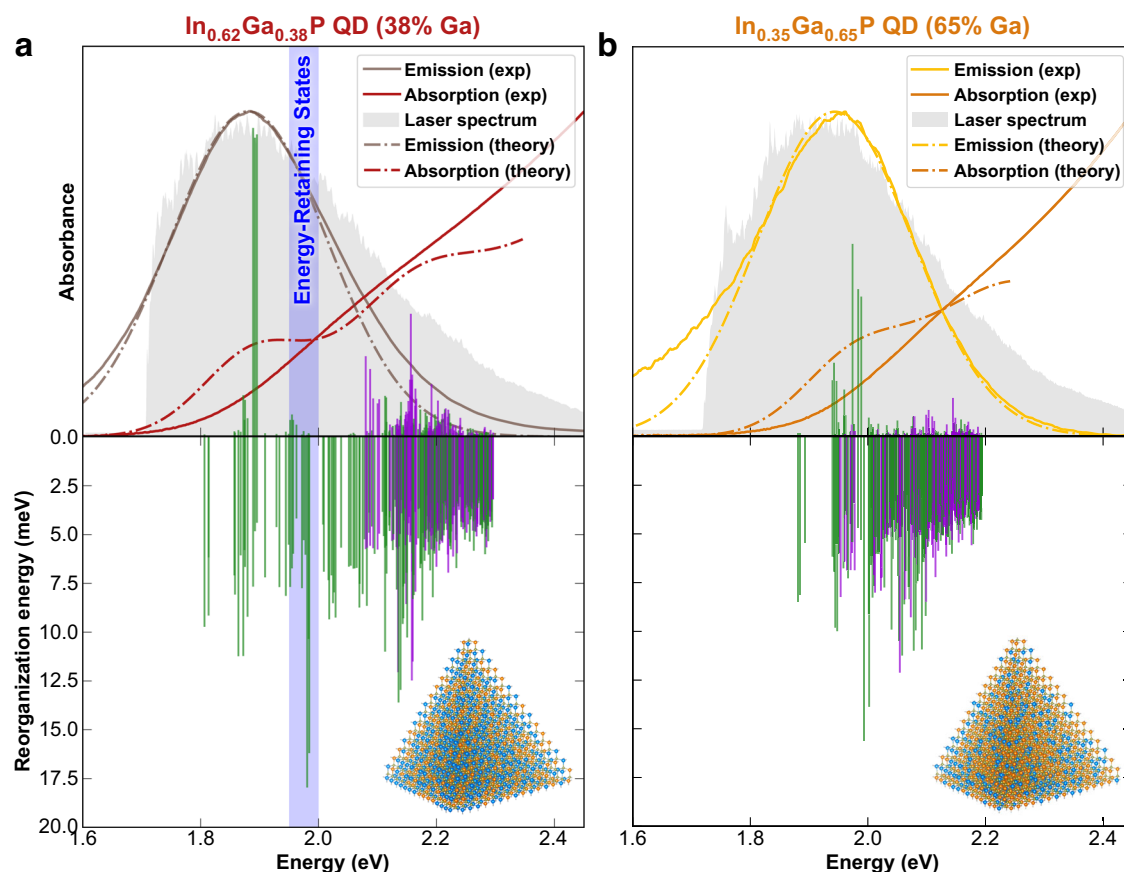 In0.62Ga0.38P QD (38% Ga)
a
Emission (exp)
Absorption (exp)
Laser spectrum
Emission (theory)
Absorption (theory)
Energy-Retaining States
Absorbance
0.0
2.5
5.0
7.5
10.0
12.5
15.0
17.5
20.0
Reorganization energy (meV)
1.6
1.8
2.0
2.2
2.4
Energy (eV)
In0.35Ga0.65P QD (65% Ga)
b
Emission (exp)
Absorption (exp)
Laser spectrum
Emission (theory)
Absorption (theory)
1.6
1.8
2.0
2.2
2.4
Energy (eV)